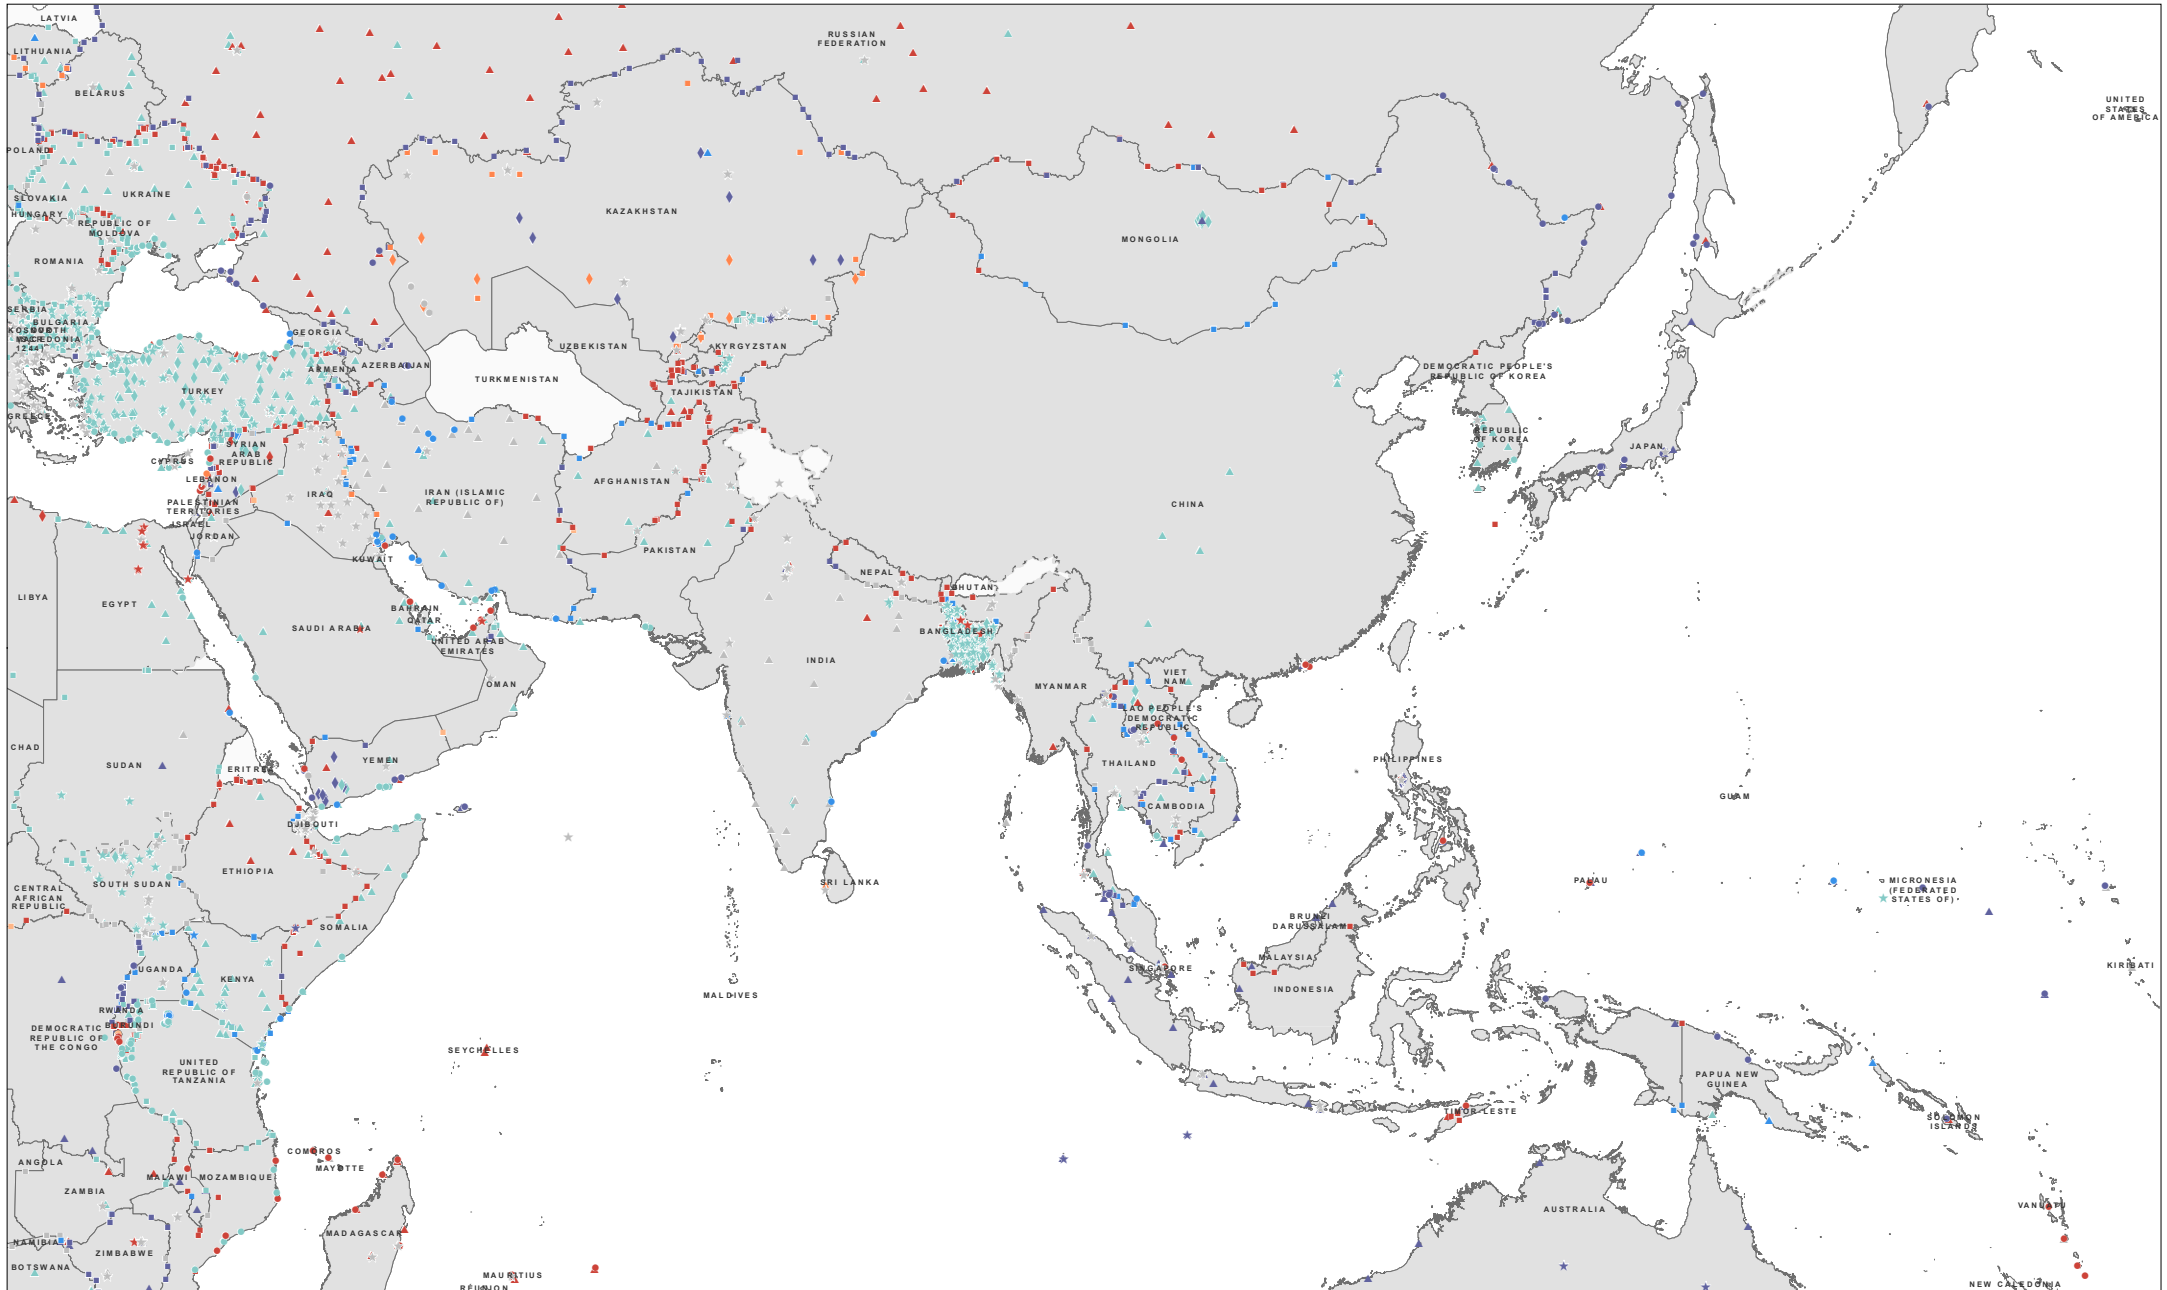 LATVIA
LITHUANIA
BELARUS
POLAND
UKRAINE
SLOVAKIA
HUNGARY
REPUBLIC OF
MOLDOVA
ROMANIA
SERBIA
BULGARIA
MACEDONIA
GREECE
TURKEY
GEORGIA
ARMENIA
AZERBAIJAN
CYPRUS
SYRIAN
ARAB
REPUBLIC
LEBANON
PALESTINIAN
TERRITORIES
ISRAEL
JORDAN
IRAQ
KUWAIT
IRAN (ISLAMIC
REPUBLIC OF)
RUSSIAN
FEDERATION
KAZAKHSTAN
UZBEKISTAN
TURKMENISTAN
KYRGYZSTAN
TAJIKISTAN
AFGHANISTAN
PAKISTAN
MONGOLIA
CHINA
DEMOCRATIC PEOPLE'S
REPUBLIC OF KOREA
REPUBLIC
OF KOREA
JAPAN
UNITED
STATES
OF AMERICA
LIBYA
EGYPT
SAUDI ARABIA
BAHRAIN
QATAR
UNITED ARAB
EMIRATES
OMAN
YEMEN
NEPAL
BHUTAN
BANGLADESH
INDIA
SRI LANKA
MALDIVES
MYANMAR
VIET
NAM
LAO PEOPLE'S
DEMOCRATIC
REPUBLIC
THAILAND
CAMBODIA
PHILIPPINES
GUAM
PALAU
MICRONESIA
(FEDERATED
STATES OF)
KIRIBATI
BRUNEI
DARUSSALAM
MALAYSIA
SINGAPORE
INDONESIA
TIMOR-LESTE
PAPUA NEW
GUINEA
SOLOMON
ISLANDS
VANUATU
NEW CALEDONIA
AUSTRALIA
CHAD
SUDAN
ERITREA
DJIBOUTI
ETHIOPIA
SOUTH SUDAN
CENTRAL
AFRICAN
REPUBLIC
SOMALIA
UGANDA
KENYA
RWANDA
BURUNDI
DEMOCRATIC
REPUBLIC OF
THE CONGO
UNITED
REPUBLIC OF
TANZANIA
SEYCHELLES
COMOROS
MAYOTTE
ANGOLA
ZAMBIA
MALAWI
MOZAMBIQUE
NAMIBIA
ZIMBABWE
BOTSWANA
MADAGASCAR
MAURITIUS
RÉUNION